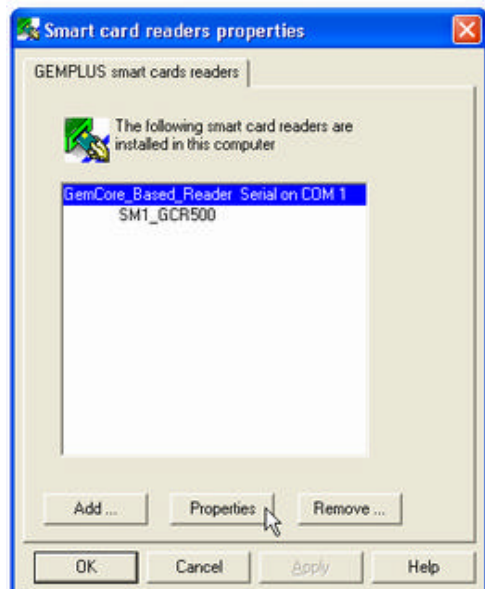 Smart card readers properties
GEMPLUS smart cards readers
The following smart card readers are
installed in this computer
GemCore_Based_Reader Serial on COM 1
SM1_GCR500
Add ...
Properties
Remove ...
OK
Cancel
Apply
Help